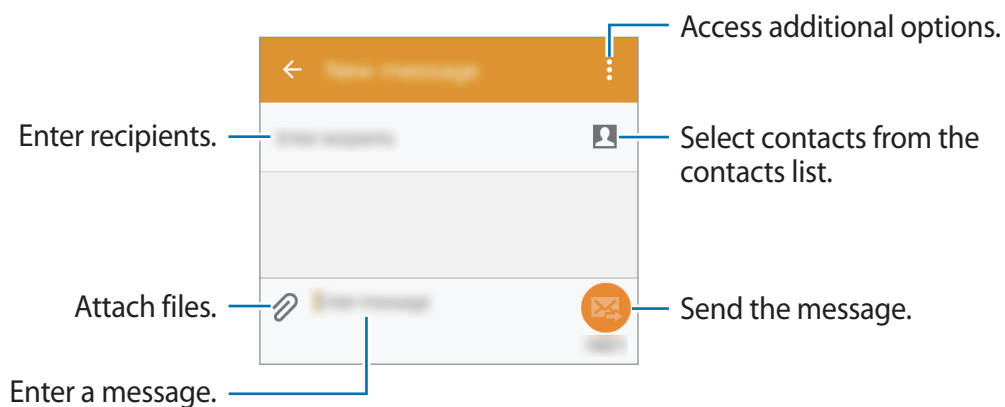 Access additional options.
Enter recipients.
Select contacts from the
contacts list.
Attach files.
Send the message.
Enter a message.